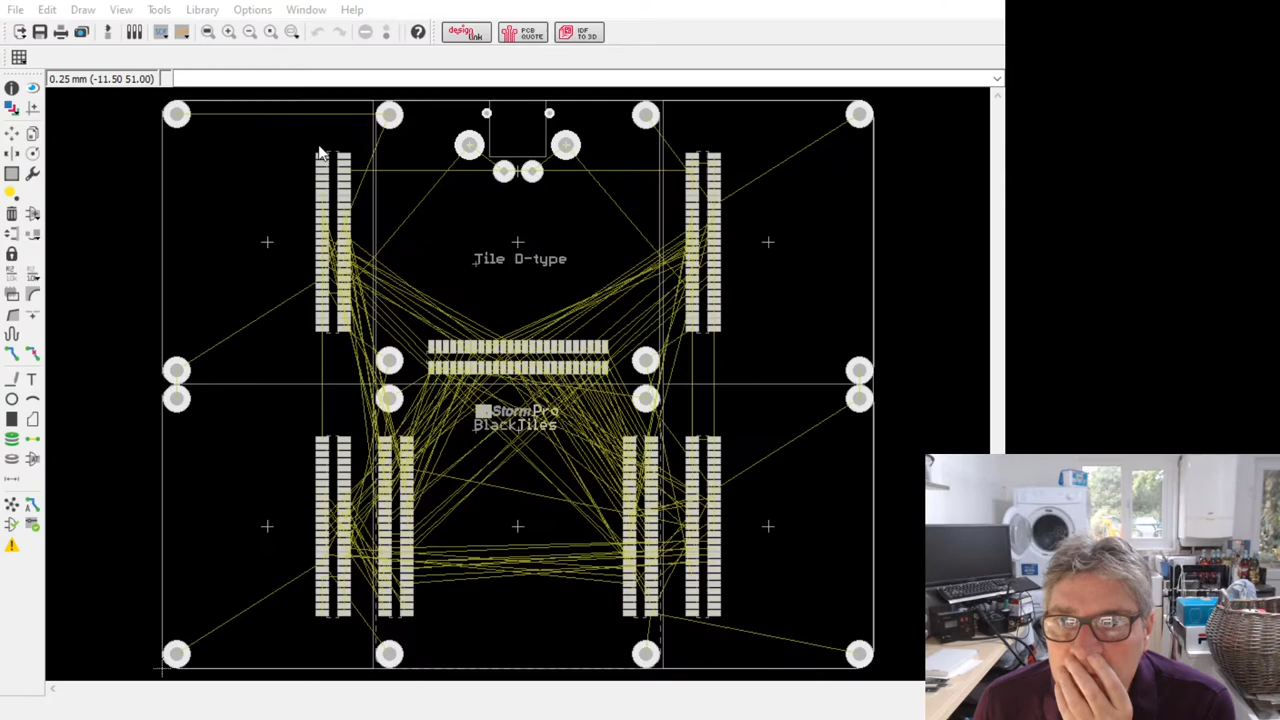 File Edit Draw View Tools Library Options Window Help
design link PCB QUOTE IDF TO 3D
0.25 mm (-11.50 51.00)
Tile D-type
StormPro
BlackTiles